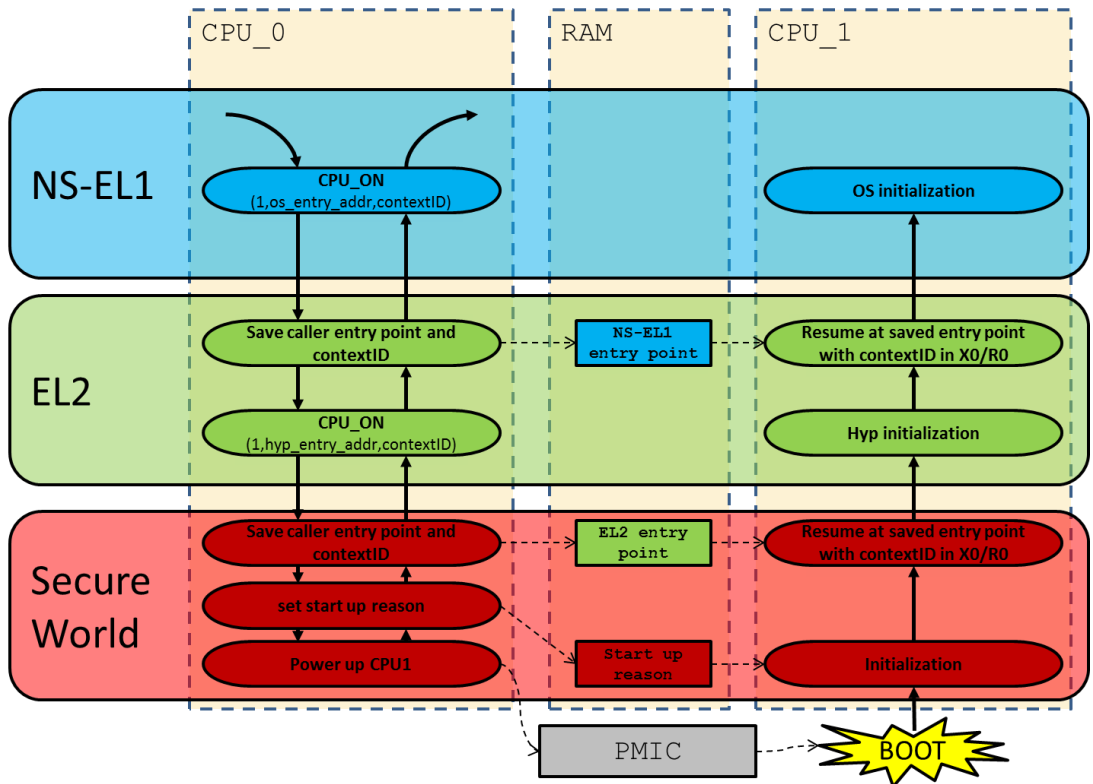 CPU_0
RAM
CPU_1
NS-EL1
CPU_ON
(1,os_entry_addr,contextID)
OS initialization
EL2
Save caller entry point and
contextID
NS-EL1
entry point
Resume at saved entry point
with contextID in X0/R0
CPU_ON
(1,hyp_entry_addr,contextID)
Hyp initialization
Secure
World
Save caller entry point and
contextID
EL2 entry
point
Resume at saved entry point
with contextID in X0/R0
set start up reason
Power up CPU1
Start up
reason
Initialization
PMIC
BOOT